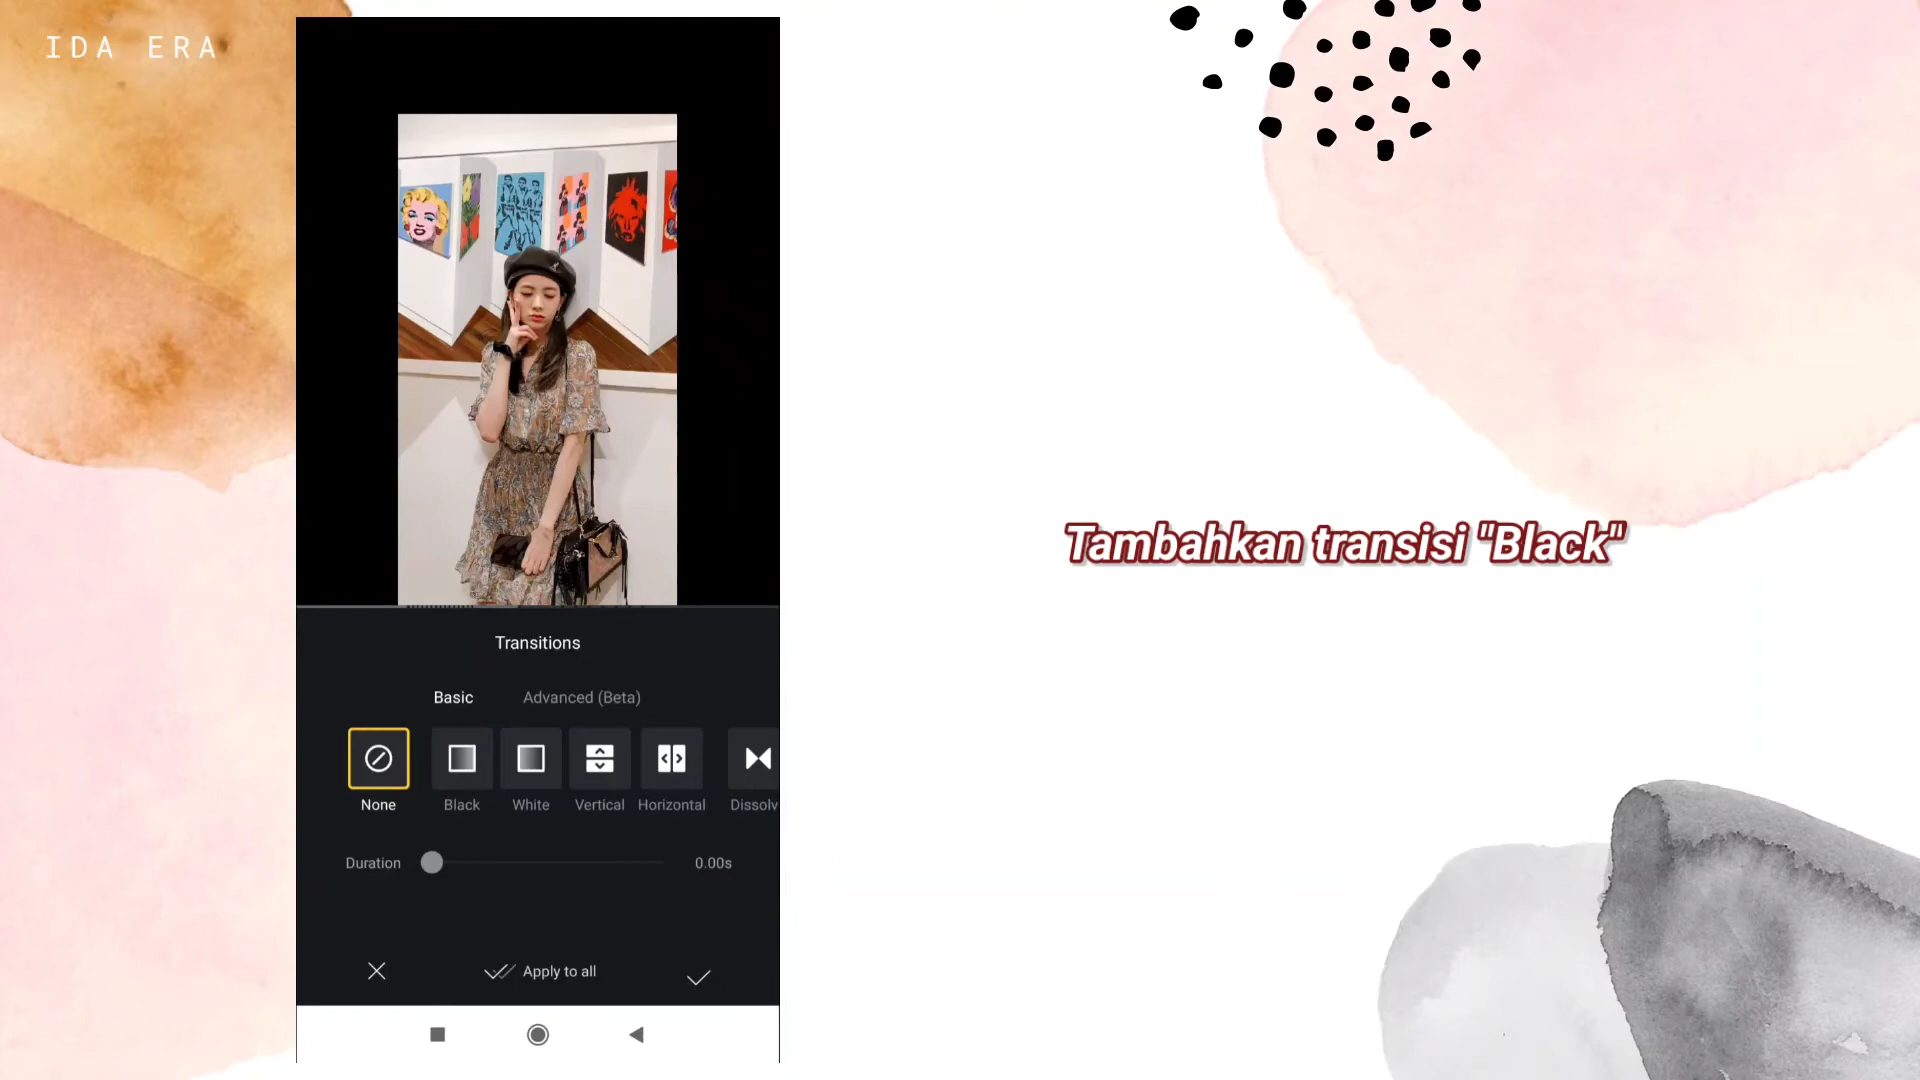 IDA ERA
Transitions
Basic Advanced (Beta)
None Black White Vertical Horizontal Dissolv
Duration 0.00s
Apply to all
Tambahkan transisi "Black"